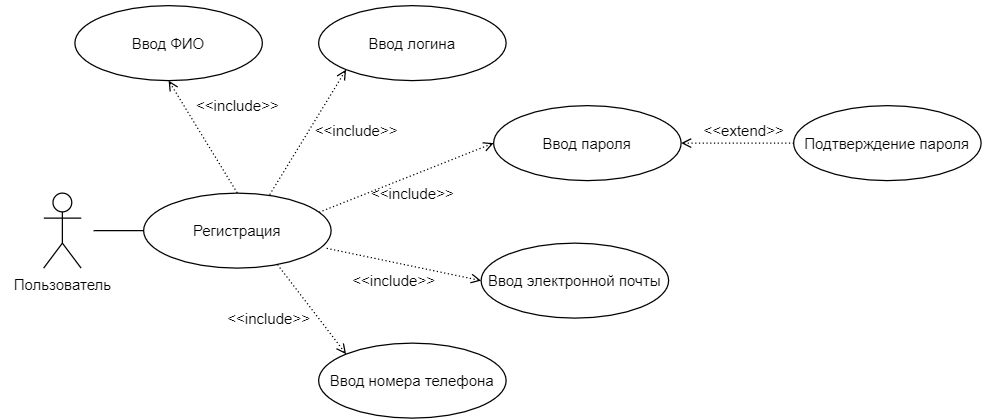 Ввод ФИО
Ввод логина
<<include>>
<<include>>
Ввод пароля
<<extend>>
Подтверждение пароля
<<include>>
Регистрация
Пользователь
<<include>>
Ввод электронной почты
<<include>>
Ввод номера телефона